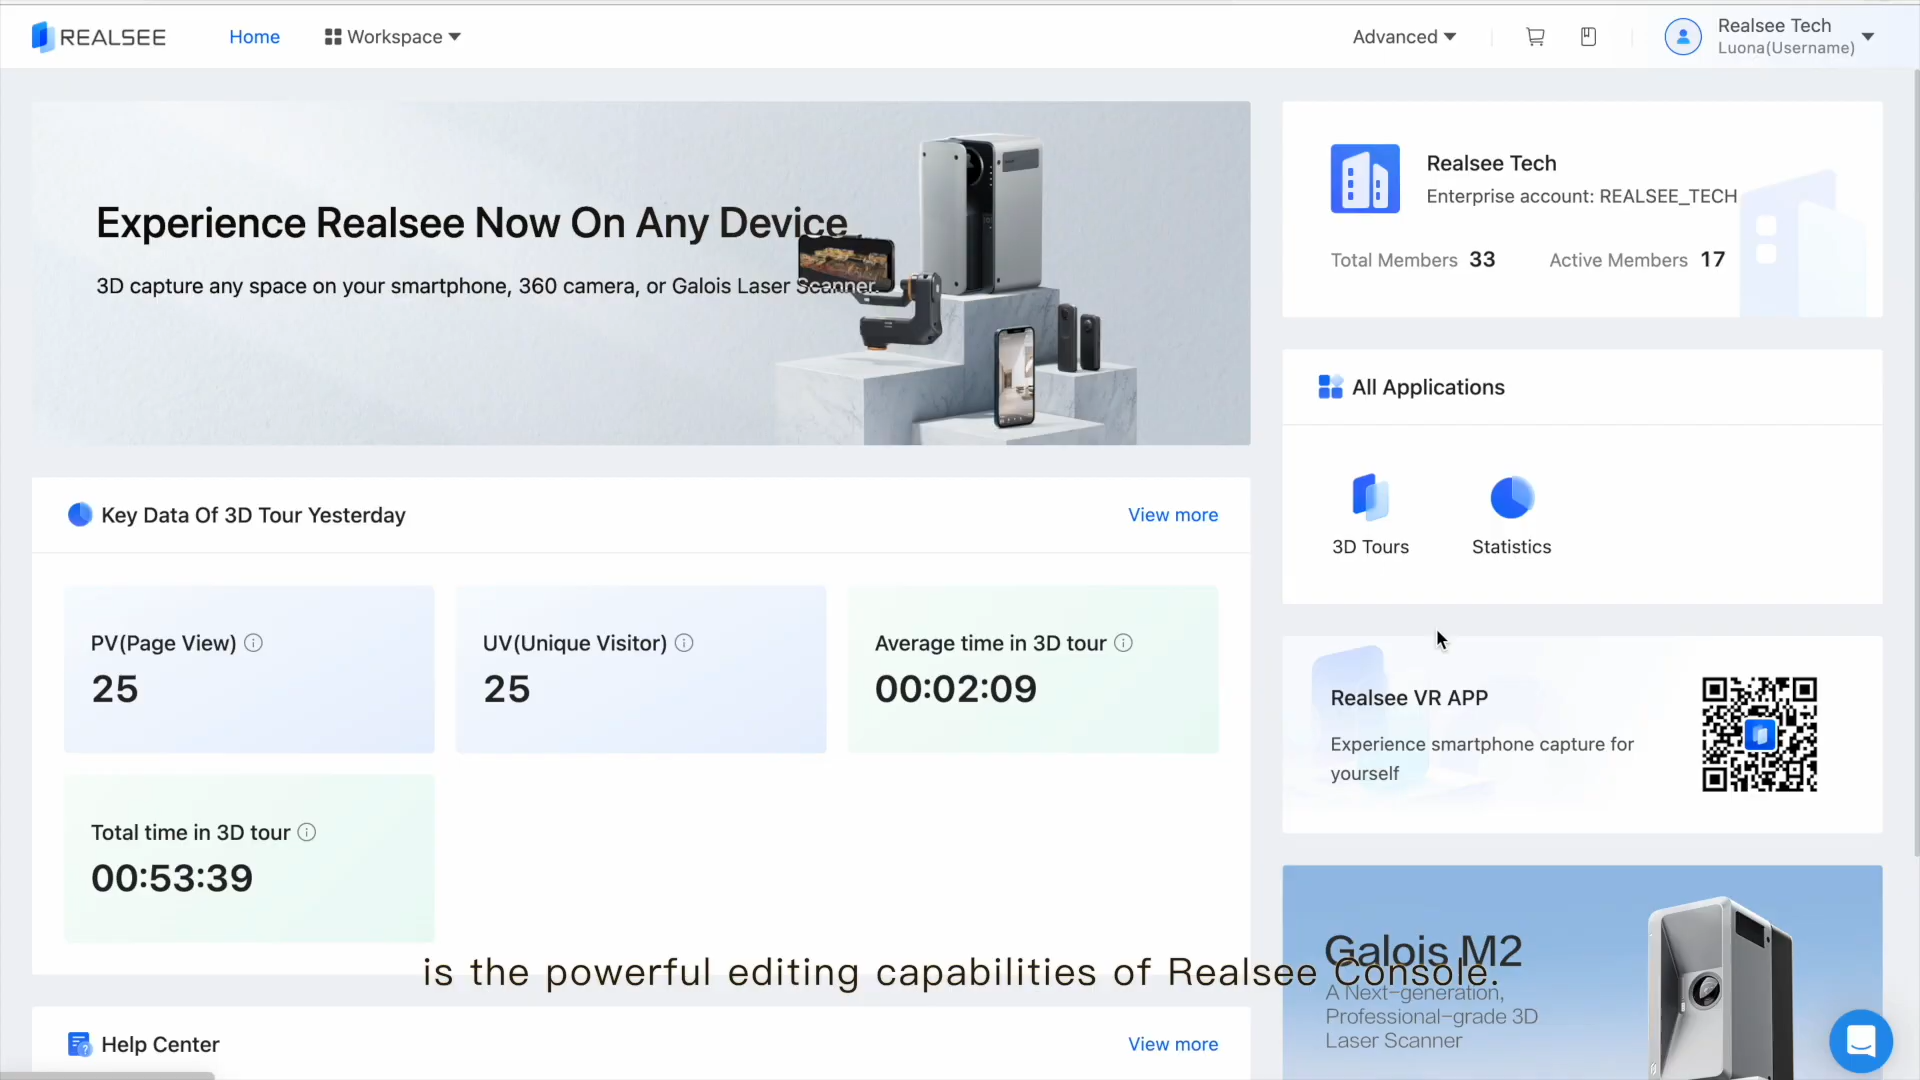 REALSEE
Home
Workspace
Advanced
Realsee Tech
Luona(Username)
Experience Realsee Now On Any Device
3D capture any space on your smartphone, 360 camera, or Galois Laser Scanner.
Realsee Tech
Enterprise account: REALSEE_TECH
Total Members 33
Active Members 17
All Applications
3D Tours
Statistics
Key Data Of 3D Tour Yesterday
View more
PV(Page View)
25
UV(Unique Visitor)
25
Average time in 3D tour
00:02:09
Total time in 3D tour
00:53:39
Realsee VR APP
Experience smartphone capture for
yourself
Galois M2
A Next-generation,
Professional-grade 3D
Laser Scanner
is the powerful editing capabilities of Realsee Console.
Help Center
View more